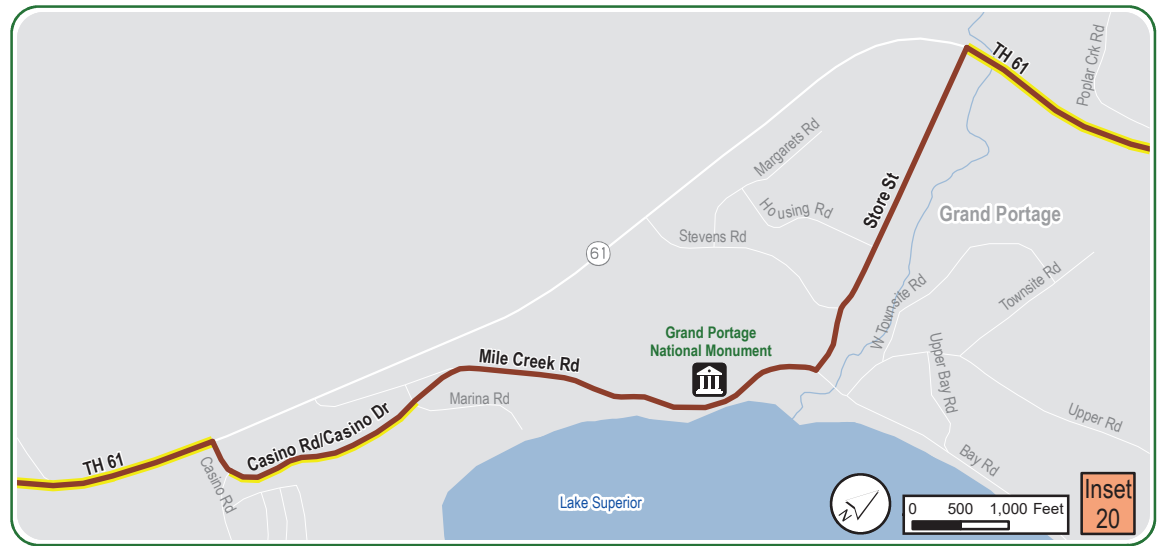 TH 61
Poplar Crk Rd
Margarets Rd
Housing Rd
Store St
Grand Portage
Stevens Rd
61
W Townsite Rd
Townsite Rd
Grand Portage
National Monument
Mile Creek Rd
Upper Bay Rd
Marina Rd
Upper Rd
Casino Rd/Casino Dr
TH 61
Casino Rd
Bay Rd
Lake Superior
N
0 500 1,000 Feet
Inset
20